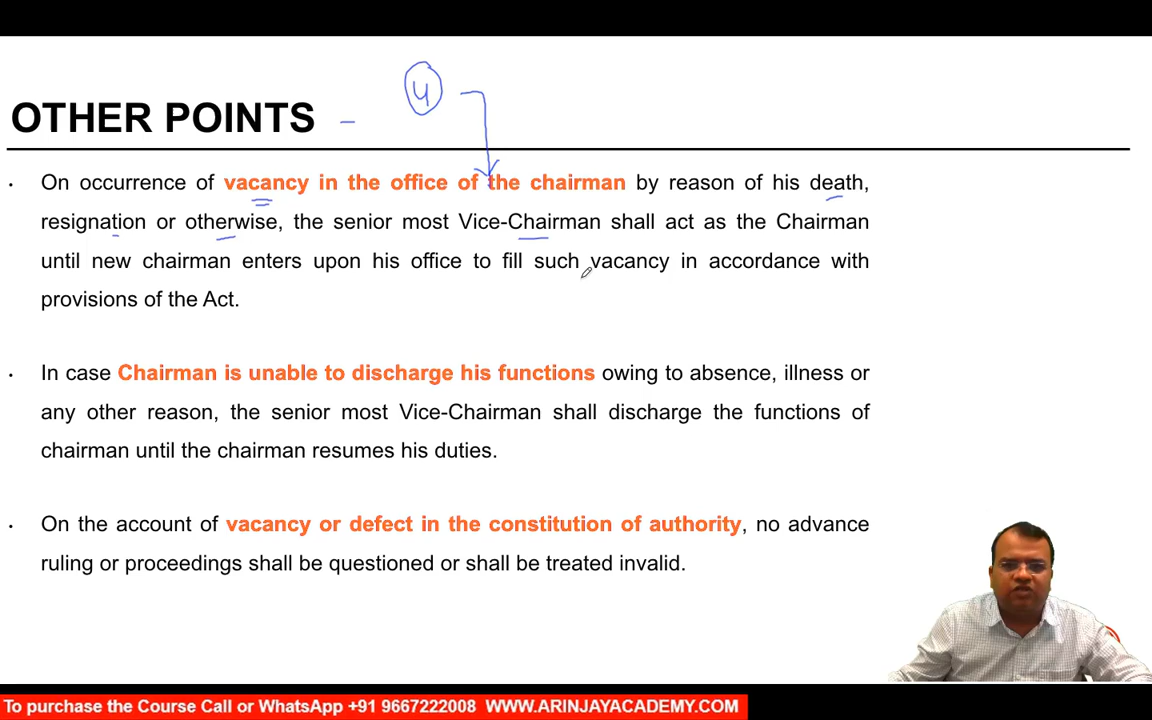 4
OTHER POINTS -
• On occurrence of vacancy in the office of the chairman by reason of his death,
resignation or otherwise, the senior most Vice-Chairman shall act as the Chairman
until new chairman enters upon his office to fill such vacancy in accordance with
provisions of the Act.
• In case Chairman is unable to discharge his functions owing to absence, illness or
any other reason, the senior most Vice-Chairman shall discharge the functions of
chairman until the chairman resumes his duties.
• On the account of vacancy or defect in the constitution of authority, no advance
ruling or proceedings shall be questioned or shall be treated invalid.
To purchase the Course Call or WhatsApp +91 9667222008 WWW.ARINJAYACADEMY.COM